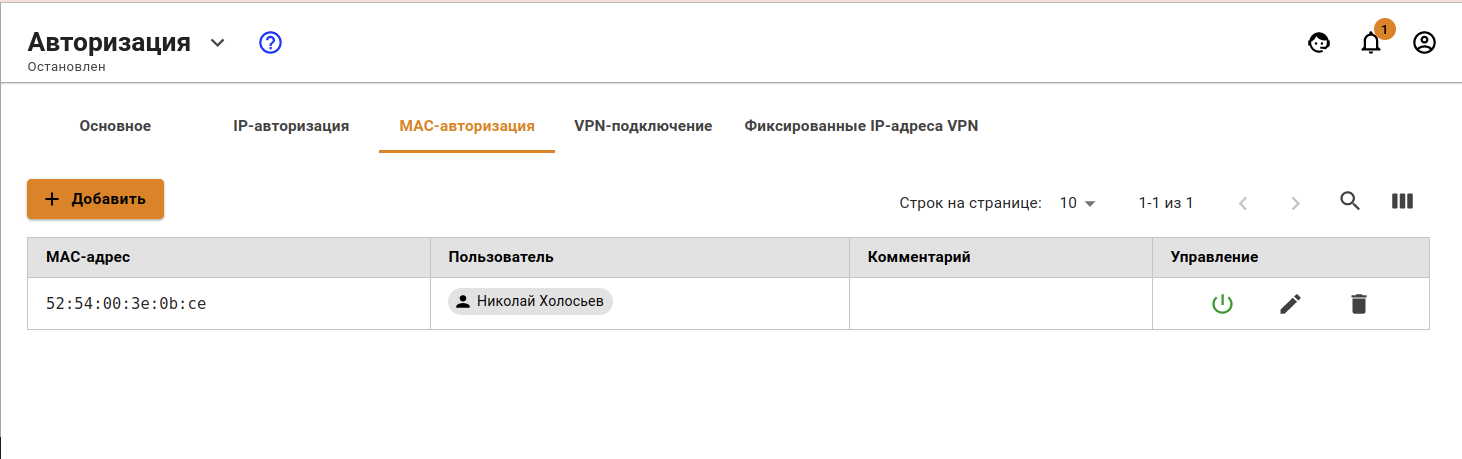 Авторизация
1
Остановлен
Основное IP-авторизация MAC-авторизация VPN-подключение Фиксированные IP-адреса VPN
Добавить Строк на странице: 10 1-1 из 1
MAC-адрес Пользователь Комментарий Управление
52:54:00:3e:0b:ce Николай Холосьев